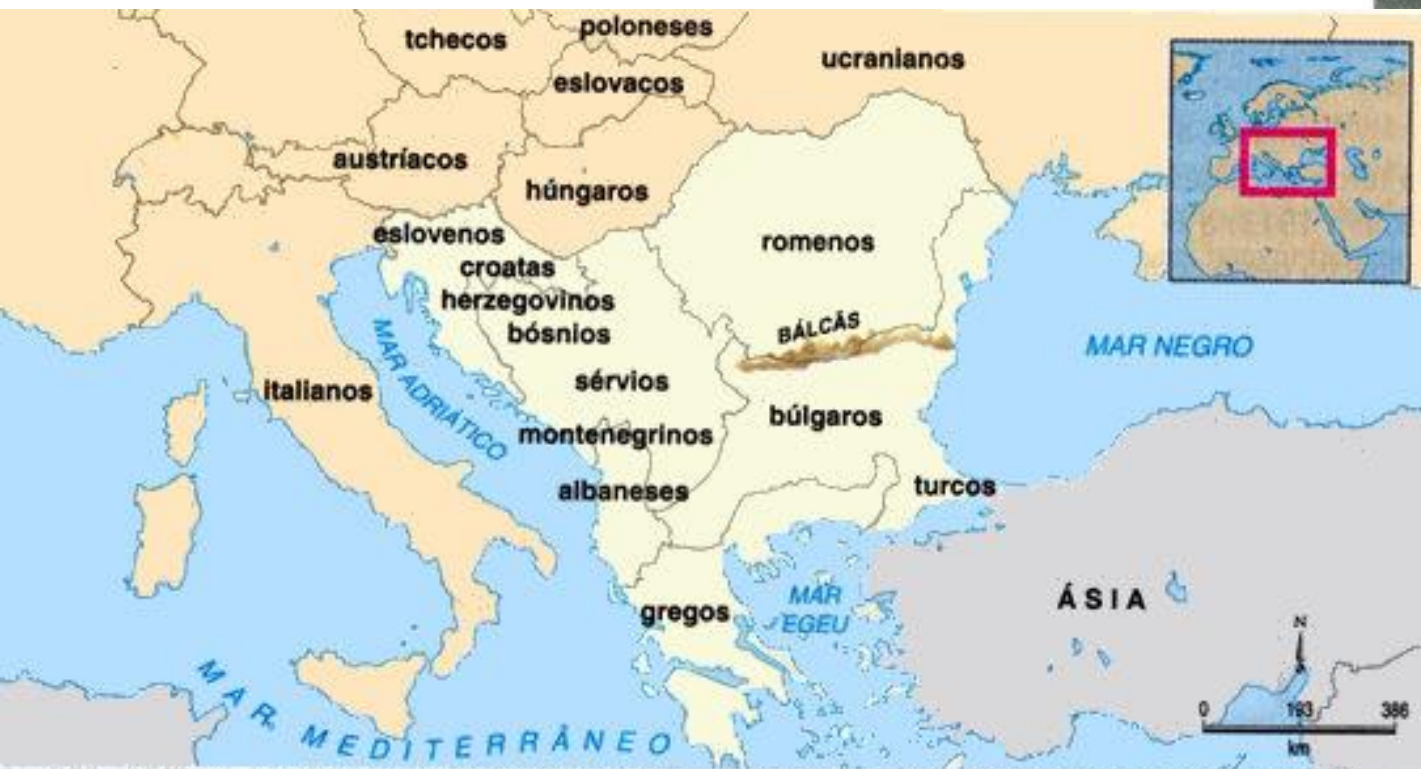 poloneses
tchecos
ucranianos
eslovacos
austríacos
húngaros
eslovenos
romenos
croatas
herzegovinos
bósnios
BÁLCÃS
MAR NEGRO
MAR ADRIÁTICO
italianos
sérvios
búlgaros
montenegrinos
albaneses
turcos
MAR
EGEU
ÁSIA
gregos
N
MAR MEDITERRÂNEO
0 193 386
km